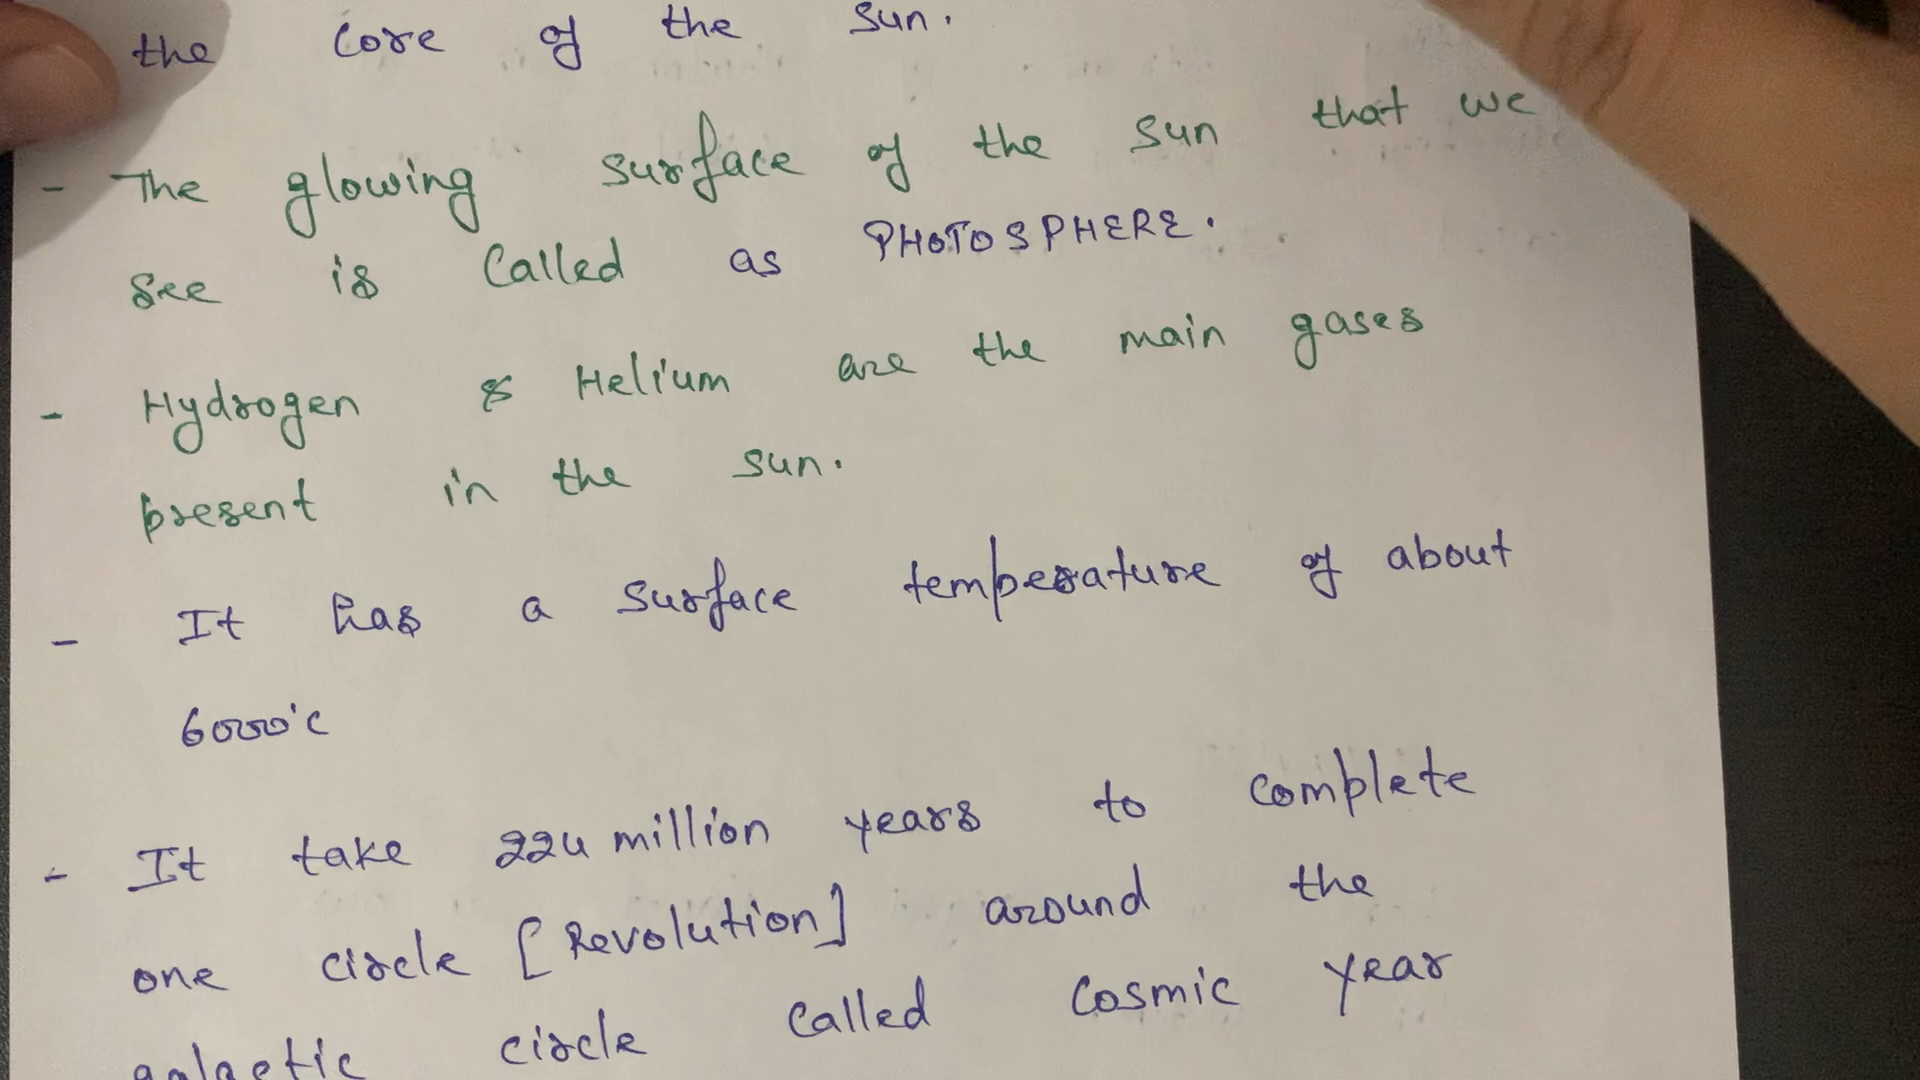 the core of the sun.
- The glowing surface of the sun that we
see is called as PHOTOSPHERE.
- Hydrogen & Helium are the main gases
present in the sun.
- It has a surface temperature of about
6000°C
- It take 224 million years to complete
one circle [Revolution] around the
galactic circle called cosmic year